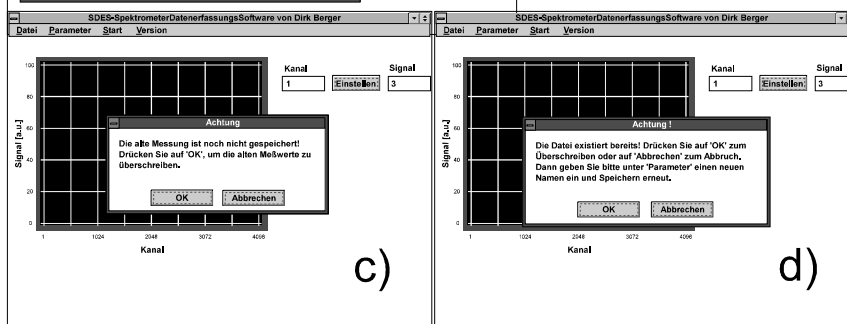 SDES-SpektrometerDatenerfassungsSoftware von Dirk Berger
Datei Parameter Start Version
Kanal Signal
1 Einstellen: 3
100
80
60
40
20
0
Signal [a.u.]
1 1024 2048 3072 4096
Kanal
Achtung
Die alte Messung ist noch nicht gespeichert!
Drücken Sie auf 'OK', um die alten Meßwerte zu
überschreiben.
OK Abbrechen
c)
SDES-SpektrometerDatenerfassungsSoftware von Dirk Berger
Datei Parameter Start Version
Kanal Signal
1 Einstellen: 3
100
80
60
40
20
0
Signal [a.u.]
1 1024 2048 3072 4096
Kanal
Achtung !
Die Datei existiert bereits! Drücken Sie auf 'OK' zum
Überschreiben oder auf 'Abbrechen' zum Abbruch.
Dann geben Sie bitte unter 'Parameter' einen neuen
Namen ein und Speichern erneut.
OK Abbrechen
d)